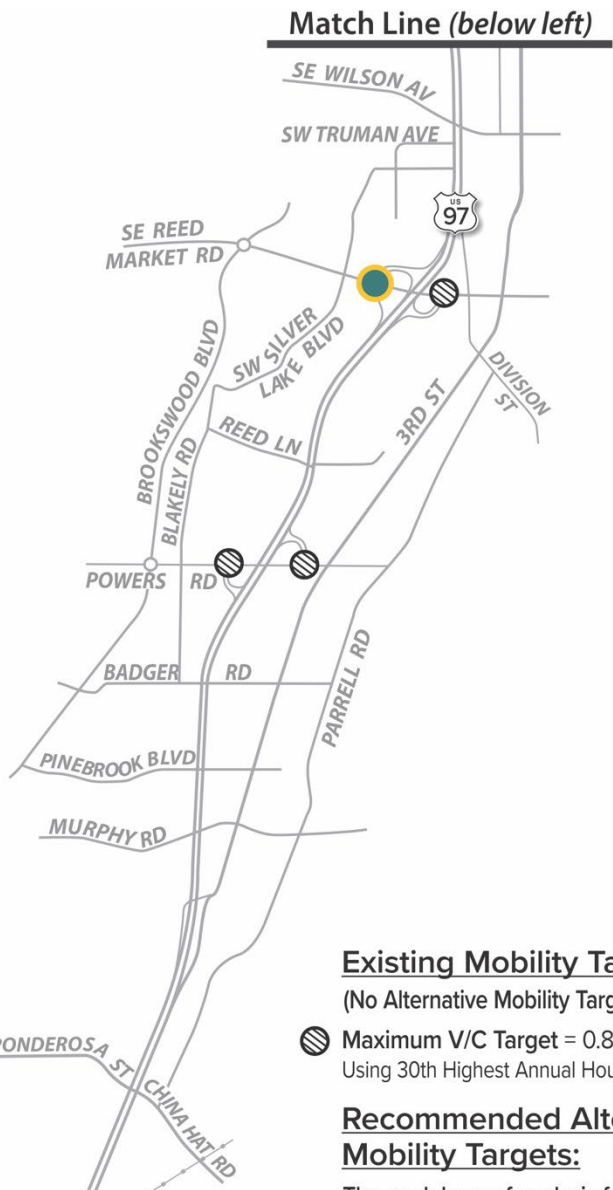 Match Line (below left)
SE WILSON AV
SW TRUMAN AVE
US
97
SE REED
MARKET RD
SW SILVER
LAKE BLVD
BROOKSWOOD BLVD
BLAKELY RD
REED LN
3RD ST
DIVISION
ST
POWERS RD
PARRELL RD
BADGER RD
PINEBROOK BLVD
MURPHY RD
PONDEROSA ST
CHINA HAT RD
Existing Mobility Ta
(No Alternative Mobility Targ
Maximum V/C Target = 0.8
Using 30th Highest Annual Hou
Recommended Alte
Mobility Targets: